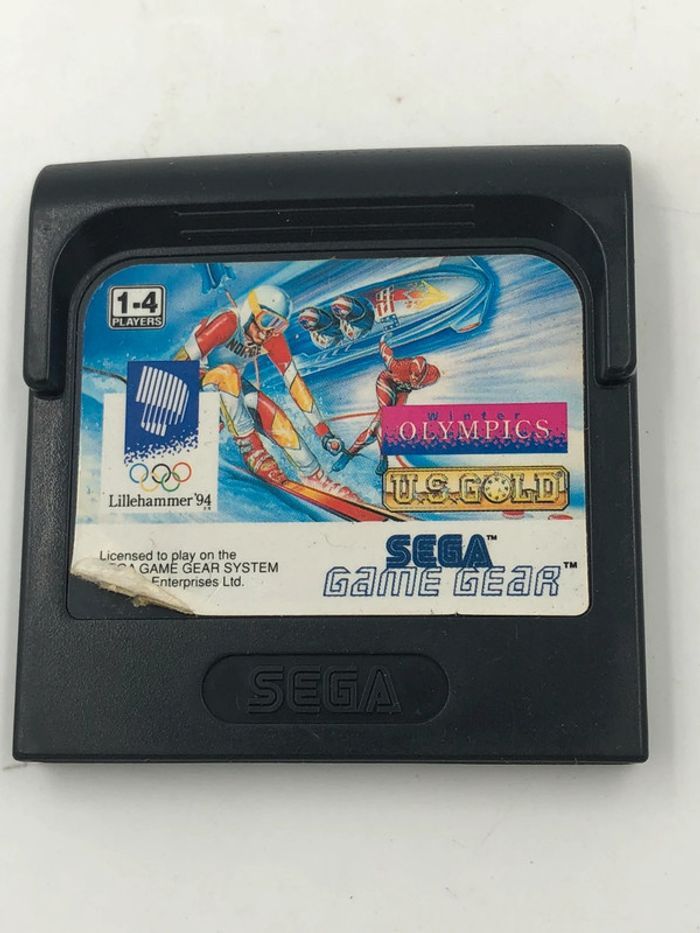 1-4
PLAYERS
NORGE
Winter
OLYMPICS
U.S. GOLD
Lillehammer '94
Licensed to play on the
GAME GEAR SYSTEM
Enterprises Ltd.
SEGA™
GAME GEAR™
SEGA